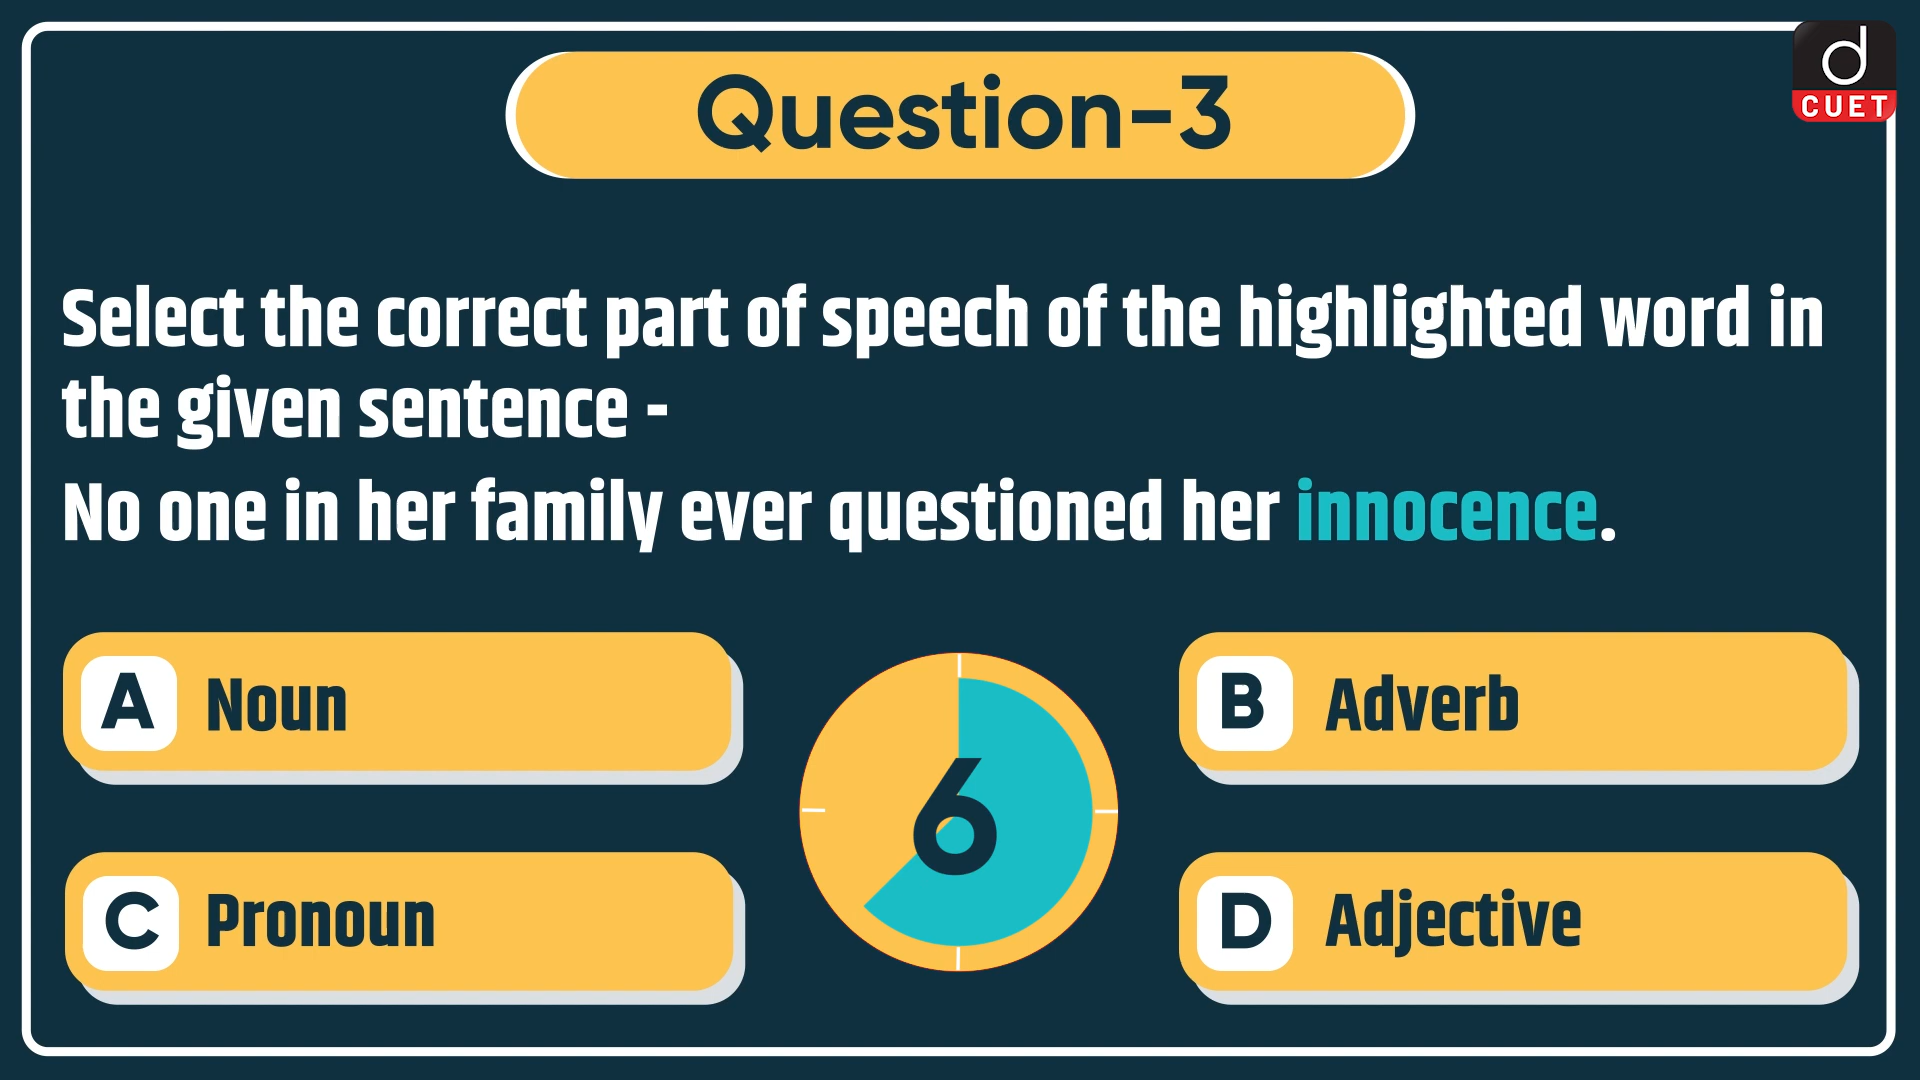 d
CUET
Question-3
Select the correct part of speech of the highlighted word in
the given sentence -
No one in her family ever questioned her innocence.
A Noun
B Adverb
6
C Pronoun
D Adjective